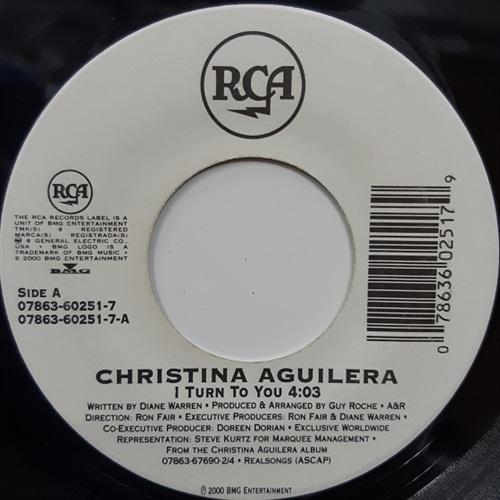 RCA
RCA
THE RCA RECORDS LABEL IS A
UNIT OF BMG ENTERTAINMENT
TMK(S) ® REGISTERED
MARCA(S) REGISTRADA(S)
® GENERAL ELECTRIC CO.,
USA • BMG LOGO IS A
TRADEMARK OF BMG MUSIC •
© 2000 BMG ENTERTAINMENT
BMG
SIDE A
07863-60251-7
07863-60251-7-A
0 78636 02517 9
CHRISTINA AGUILERA
I TURN TO YOU 4:03
WRITTEN BY DIANE WARREN • PRODUCED & ARRANGED BY GUY ROCHE • A&R
DIRECTION: RON FAIR • EXECUTIVE PRODUCERS: RON FAIR & DIANE WARREN •
CO-EXECUTIVE PRODUCER: DOREEN DORIAN • EXCLUSIVE WORLDWIDE
REPRESENTATION: STEVE KURTZ FOR MARQUEE MANAGEMENT •
FROM THE CHRISTINA AGUILERA ALBUM
07863-67690-2/4 • REALSONGS (ASCAP)
℗ 2000 BMG ENTERTAINMENT